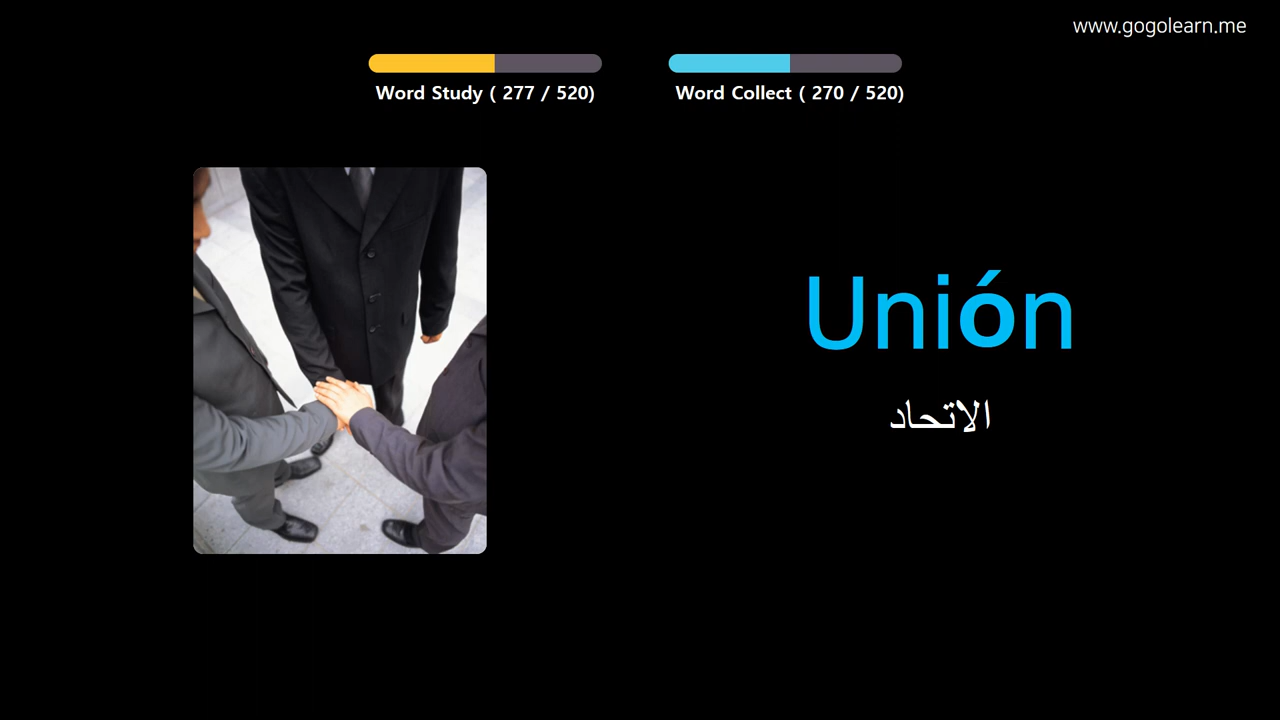 www.gogolearn.me
Word Study ( 277 / 520)
Word Collect ( 270 / 520)
Unión
الاتحاد